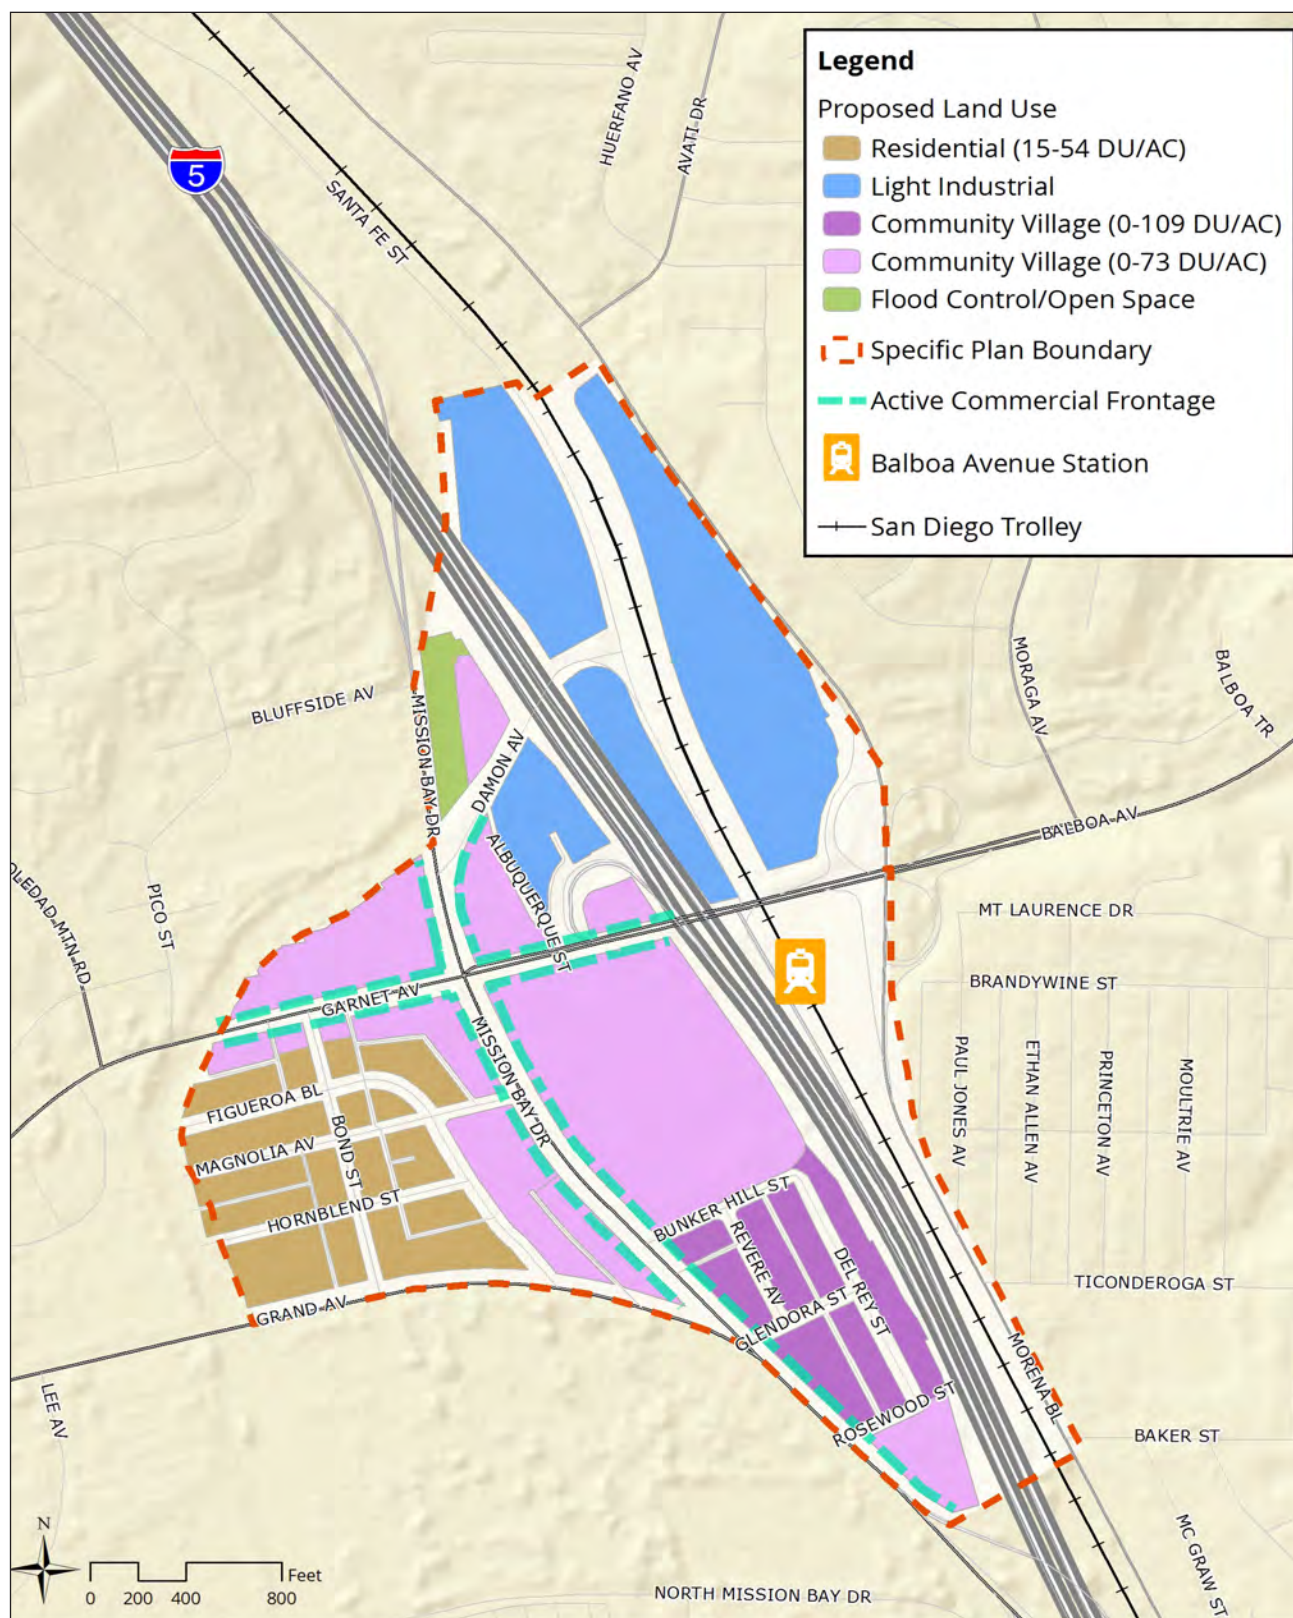 Legend
Proposed Land Use
Residential (15-54 DU/AC)
Light Industrial
Community Village (0-109 DU/AC)
Community Village (0-73 DU/AC)
Flood Control/Open Space
Specific Plan Boundary
Active Commercial Frontage
Balboa Avenue Station
San Diego Trolley
HUERFANO AV
AVATI DR
5
SANTA FE ST
MORAGA AV
BALBOA TR
BLUFFSIDE AV
MISSION BAY DR
DAMON AV
BALBOA AV
ALBUQUERQUE ST
OLEDAD MTN RD
PICO ST
MT LAURENCE DR
BRANDYWINE ST
GARNET AV
MISSION BAY DR
PAUL JONES AV
ETHAN ALLEN AV
PRINCETON AV
MOULTRIE AV
FIGUEROA BL
BOND ST
MAGNOLIA AV
HORNBLEND ST
BUNKER HILL ST
REVERE AV
DEL REY ST
GLENDORA ST
TICONDEROGA ST
GRAND AV
MORENA BL
ROSEWOOD ST
LEE AV
BAKER ST
MC GRAW ST
N
0 200 400 800 Feet
NORTH MISSION BAY DR